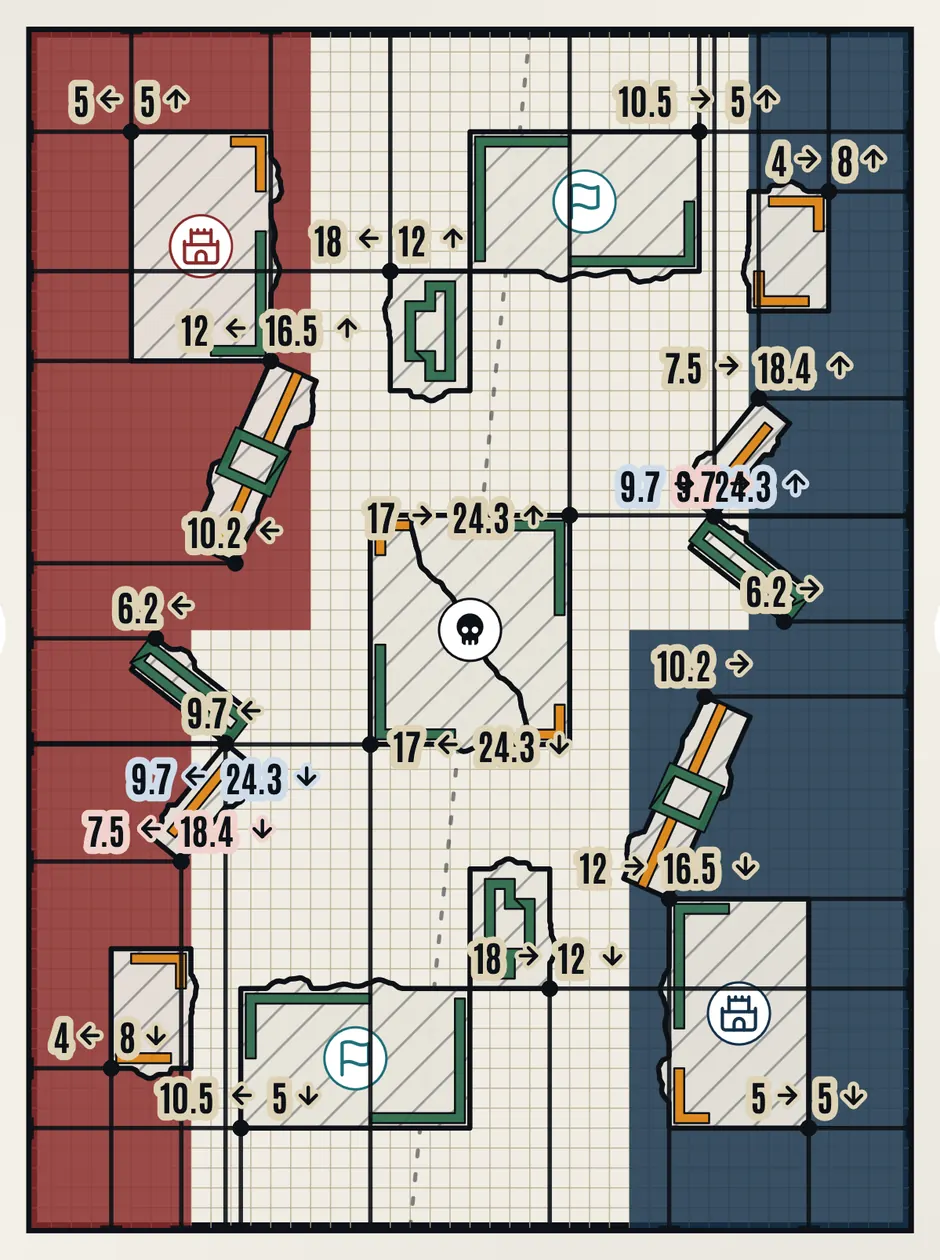 5 ← 5 ↑
10.5 → 5 ↑
4 → 8 ↑
18 ← 12 ↑
12 ← 16.5 ↑
7.5 → 18.4 ↑
9.7 → 9.7 24.3 ↑
17 → 24.3 ↑
10.2 ←
6.2 →
6.2 ←
10.2 →
9.7 ←
17 ← 24.3 ↓
9.7 ← 24.3 ↓
7.5 ← 18.4 ↓
12 → 16.5 ↓
18 → 12 ↓
4 ← 8 ↓
10.5 ← 5 ↓
5 → 5 ↓